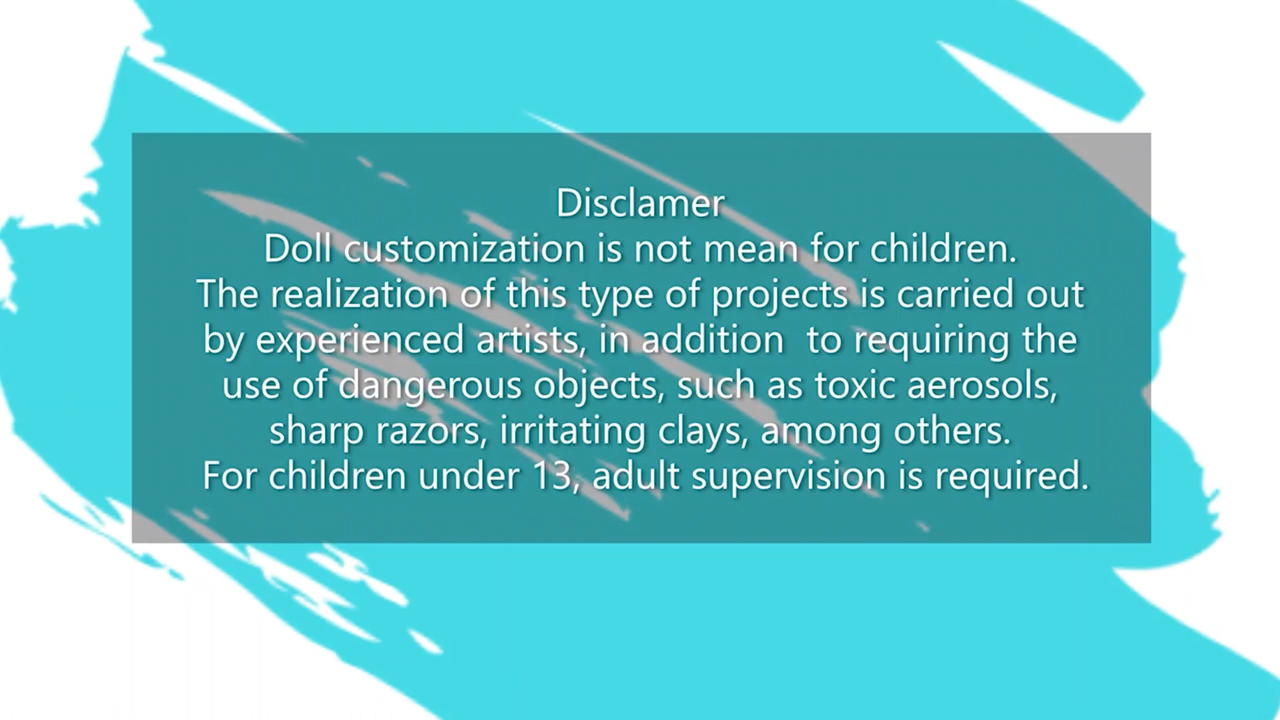 Disclamer
Doll customization is not mean for children.
The realization of this type of projects is carried out
by experienced artists, in addition  to requiring the
use of dangerous objects, such as toxic aerosols,
sharp razors, irritating clays, among others.
For children under 13, adult supervision is required.